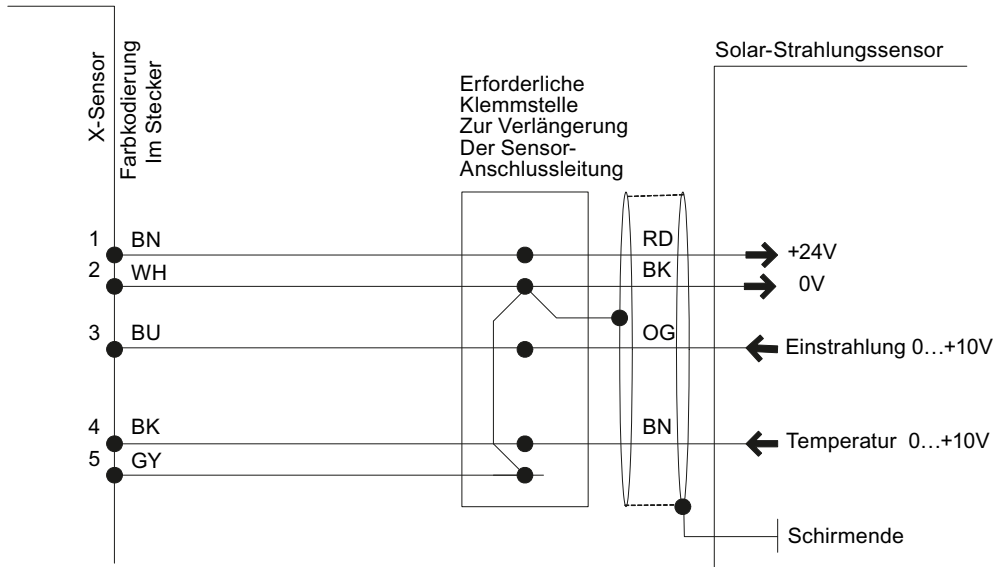 X-Sensor
Farbkodierung
Im Stecker
Erforderliche
Klemmstelle
Zur Verlängerung
Der Sensor-
Anschlussleitung
Solar-Strahlungssensor
1 BN RD +24V
2 WH BK 0V
3 BU OG Einstrahlung 0…+10V
4 BK BN Temperatur 0…+10V
5 GY
Schirmende